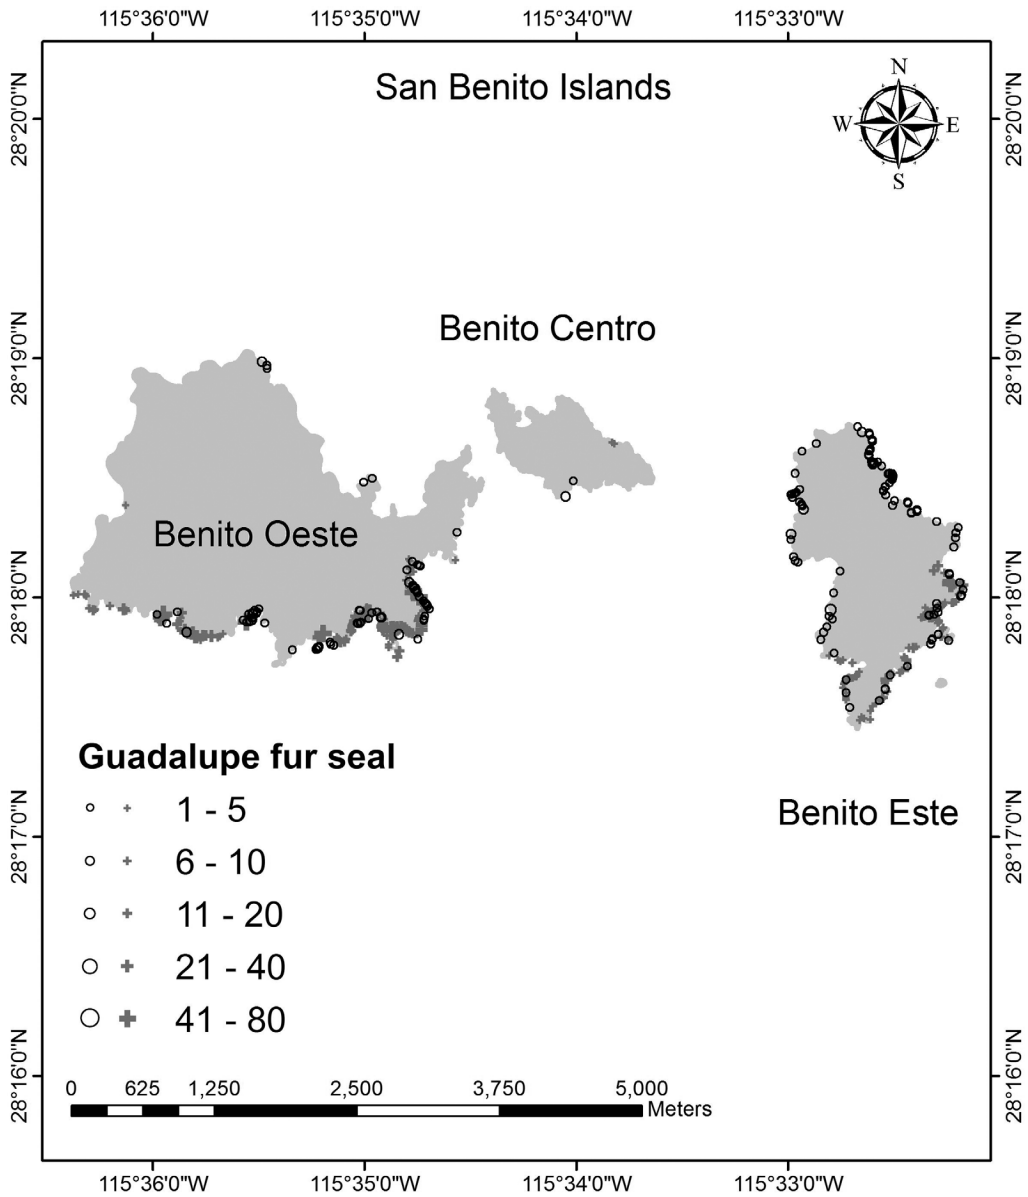 115°36'0"W 115°35'0"W 115°34'0"W 115°33'0"W
San Benito Islands
N
W E
S
28°20'0"N 28°20'0"N
Benito Centro
28°19'0"N 28°19'0"N
Benito Oeste
28°18'0"N 28°18'0"N
Guadalupe fur seal
1 - 5
Benito Este
28°17'0"N 28°17'0"N
6 - 10
11 - 20
21 - 40
41 - 80
28°16'0"N 28°16'0"N
0 625 1,250 2,500 3,750 5,000
Meters
115°36'0"W 115°35'0"W 115°34'0"W 115°33'0"W